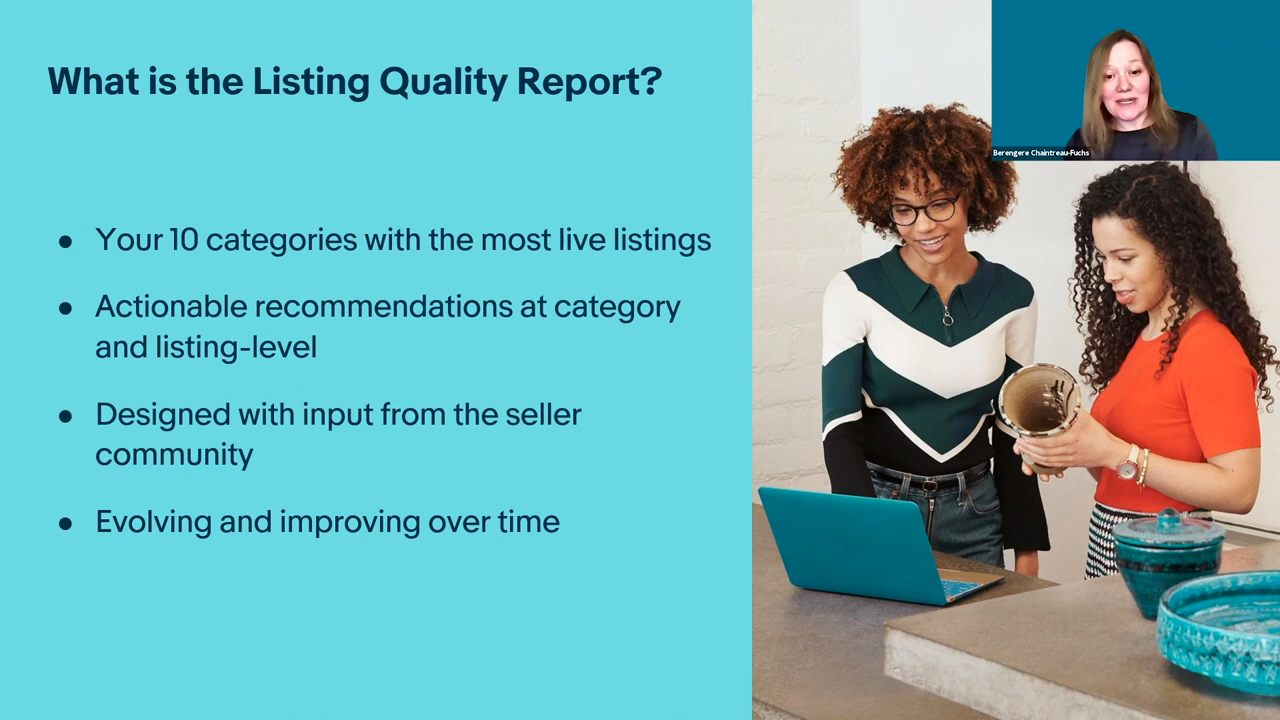 What is the Listing Quality Report?
Berengere Chaintreau-Fuchs
● Your 10 categories with the most live listings
● Actionable recommendations at category
and listing-level
● Designed with input from the seller
community
● Evolving and improving over time